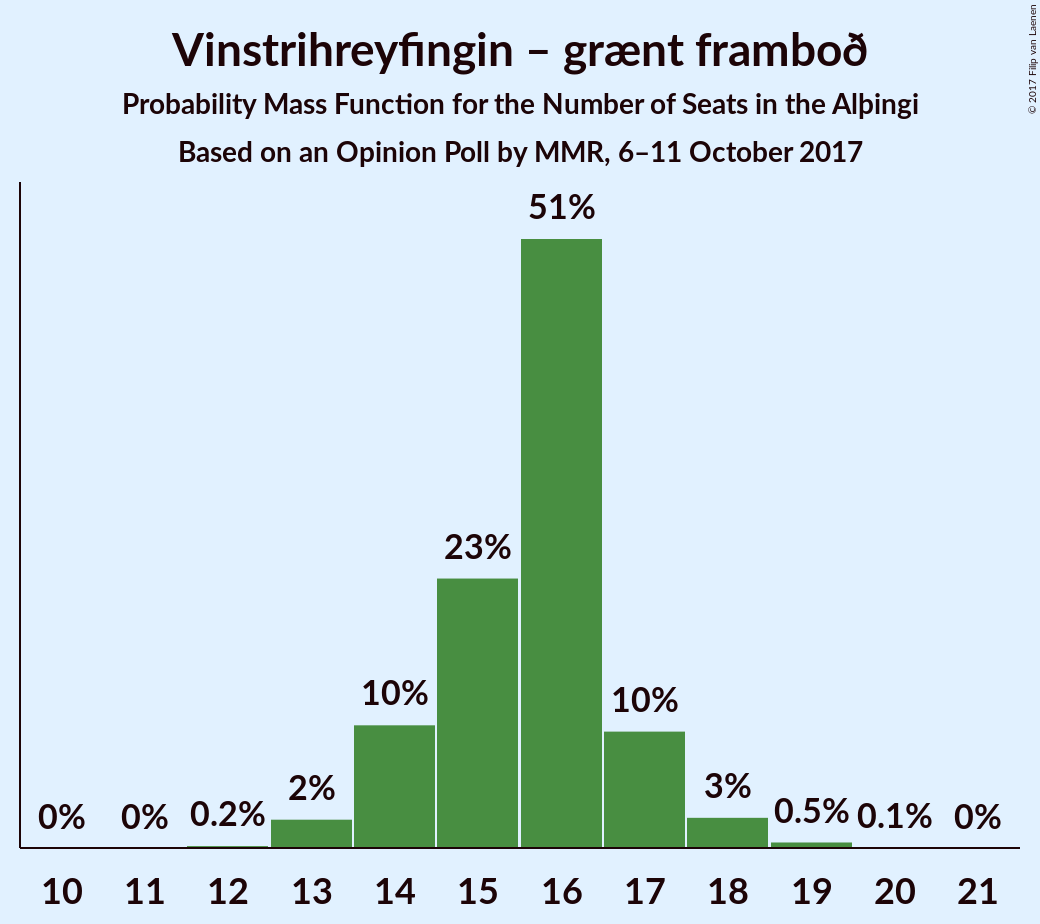 Vinstrihreyfingin – grænt framboð
Probability Mass Function for the Number of Seats in the Alþingi
Based on an Opinion Poll by MMR, 6–11 October 2017
© 2017 Filip van Laenen
51%
23%
10%
10%
2%
3%
0%
0%
0.2%
0.5%
0.1%
0%
10 11 12 13 14 15 16 17 18 19 20 21